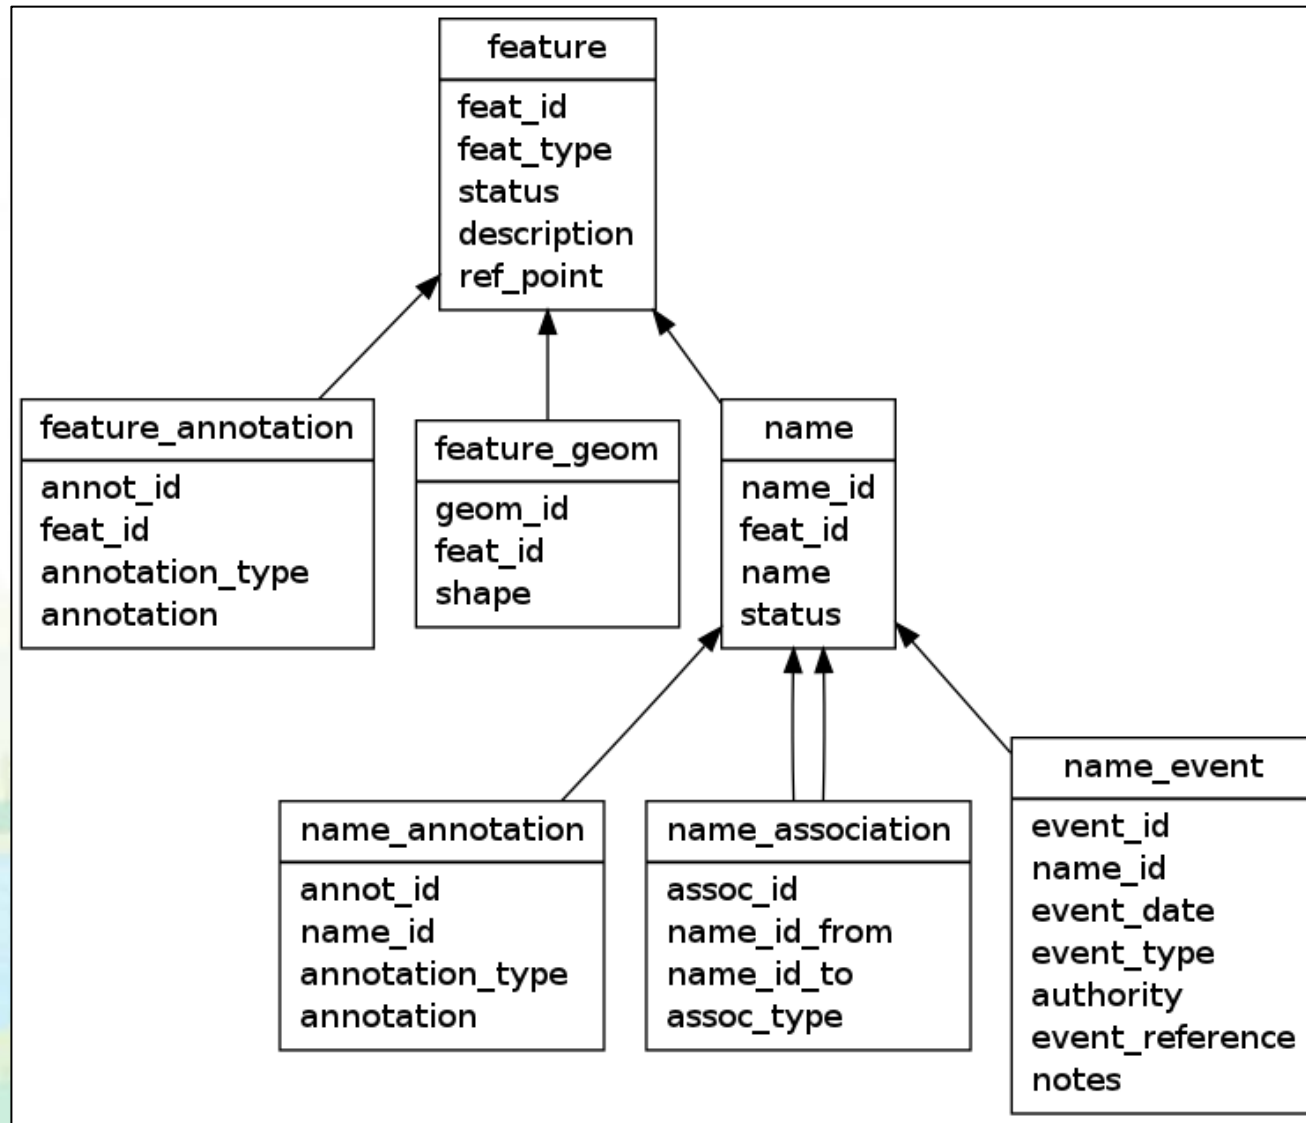 feature
feat_id
feat_type
status
description
ref_point
feature_annotation
annot_id
feat_id
annotation_type
annotation
feature_geom
geom_id
feat_id
shape
name
name_id
feat_id
name
status
name_annotation
annot_id
name_id
annotation_type
annotation
name_association
assoc_id
name_id_from
name_id_to
assoc_type
name_event
event_id
name_id
event_date
event_type
authority
event_reference
notes